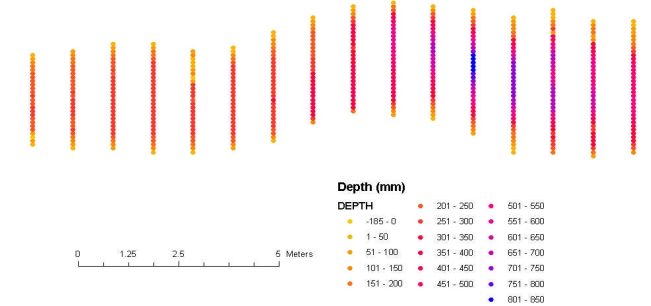 Depth (mm)
DEPTH
-185 - 0
1 - 50
51 - 100
101 - 150
151 - 200
201 - 250
251 - 300
301 - 350
351 - 400
401 - 450
451 - 500
501 - 550
551 - 600
601 - 650
651 - 700
701 - 750
751 - 800
801 - 850
0 1.25 2.5 5 Meters